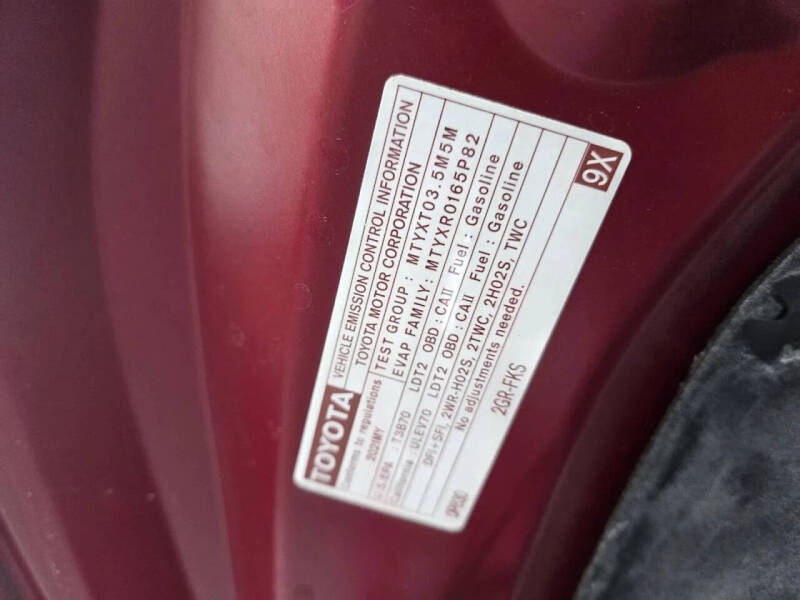 TOYOTA VEHICLE EMISSION CONTROL INFORMATION
Conforms to regulations TOYOTA MOTOR CORPORATION
2021MY TEST GROUP: MTYXT03.5M5M
EVAP FAMILY: MTYXR0165P82
U.S.EPA : T3B70 LDT2 OBD : CAII Fuel : Gasoline
California : ULEV70 LDT2 OBD : CAII Fuel : Gasoline
DFI+SFI, 2WR-HO2S, 2TWC, 2HO2S, TWC
No adjustments needed.
2GR-FKS
9X